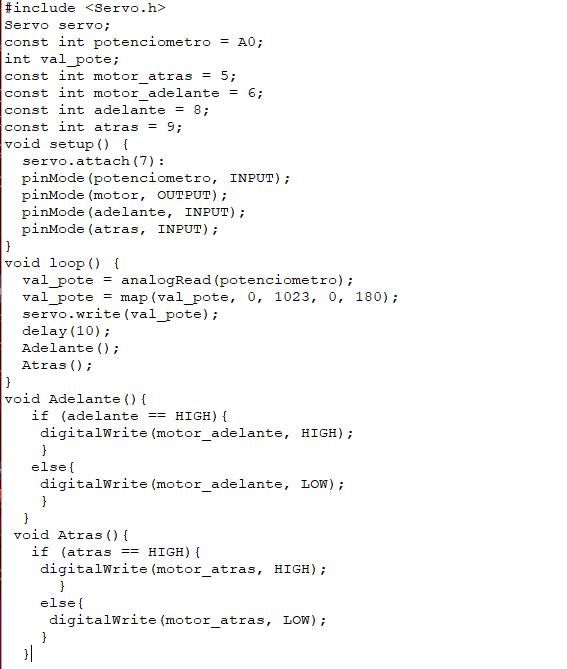 #include <Servo.h>
Servo servo;
const int potenciometro = A0;
int val_pote;
const int motor_atras = 5;
const int motor_adelante = 6;
const int adelante = 8;
const int atras = 9;
void setup() {
  servo.attach(7):
  pinMode(potenciometro, INPUT);
  pinMode(motor, OUTPUT);
  pinMode(adelante, INPUT);
  pinMode(atras, INPUT);
}
void loop() {
  val_pote = analogRead(potenciometro);
  val_pote = map(val_pote, 0, 1023, 0, 180);
  servo.write(val_pote);
  delay(10);
  Adelante();
  Atras();
}
void Adelante(){
   if (adelante == HIGH){
    digitalWrite(motor_adelante, HIGH);
    }
   else{
    digitalWrite(motor_adelante, LOW);
    }
  }
 void Atras(){
   if (atras == HIGH){
    digitalWrite(motor_atras, HIGH);
      }
    else{
     digitalWrite(motor_atras, LOW);
    }
  }